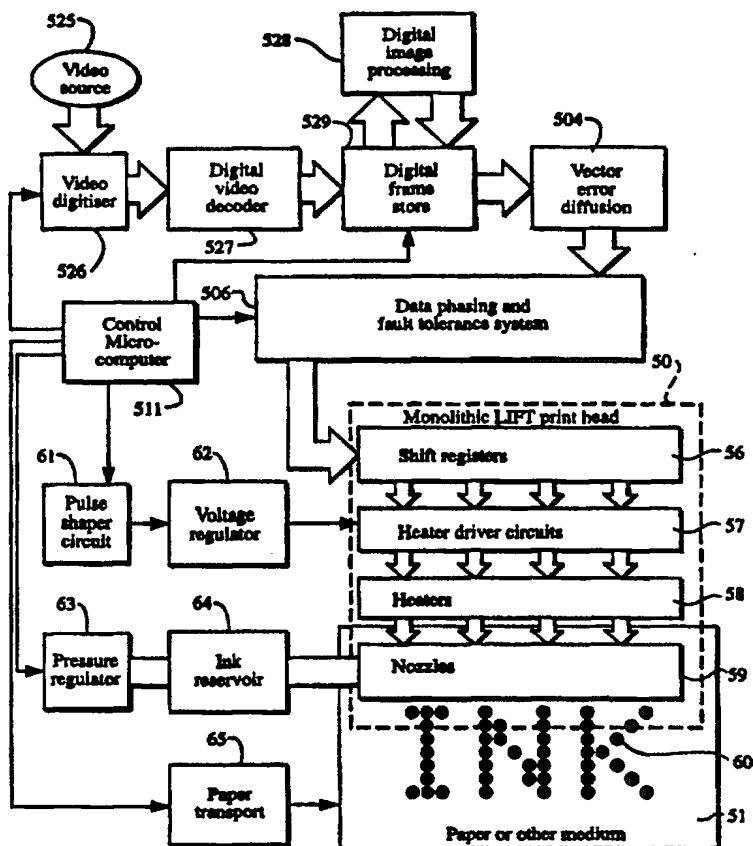 525
Video
source
528
Digital
image
processing
529
504
Video
digitiser
526
Digital
video
decoder
527
Digital
frame
store
Vector
error
diffusion
506
Data phasing and
fault tolerance system
Control
Micro-
computer
511
50
Monolithic LIFT print head
Shift registers
56
61
Pulse
shaper
circuit
62
Voltage
regulator
Heater driver circuits
57
Heaters
58
63
Pressure
regulator
64
Ink
reservoir
Nozzles
59
INK
60
65
Paper
transport
51
Paper or other medium